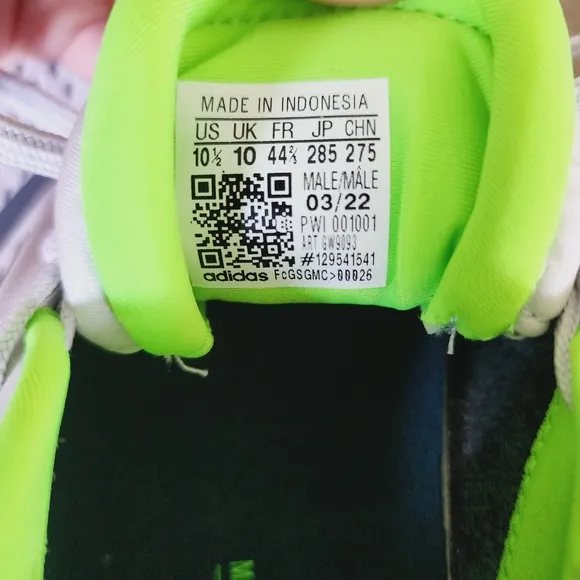 MADE IN INDONESIA
US UK FR JP CHN
10½ 10 44⅔ 285 275
MALE/MÂLE
03/22
PWI 001001
ART GW9093
#129541541
adidas FcGSGMC>00026